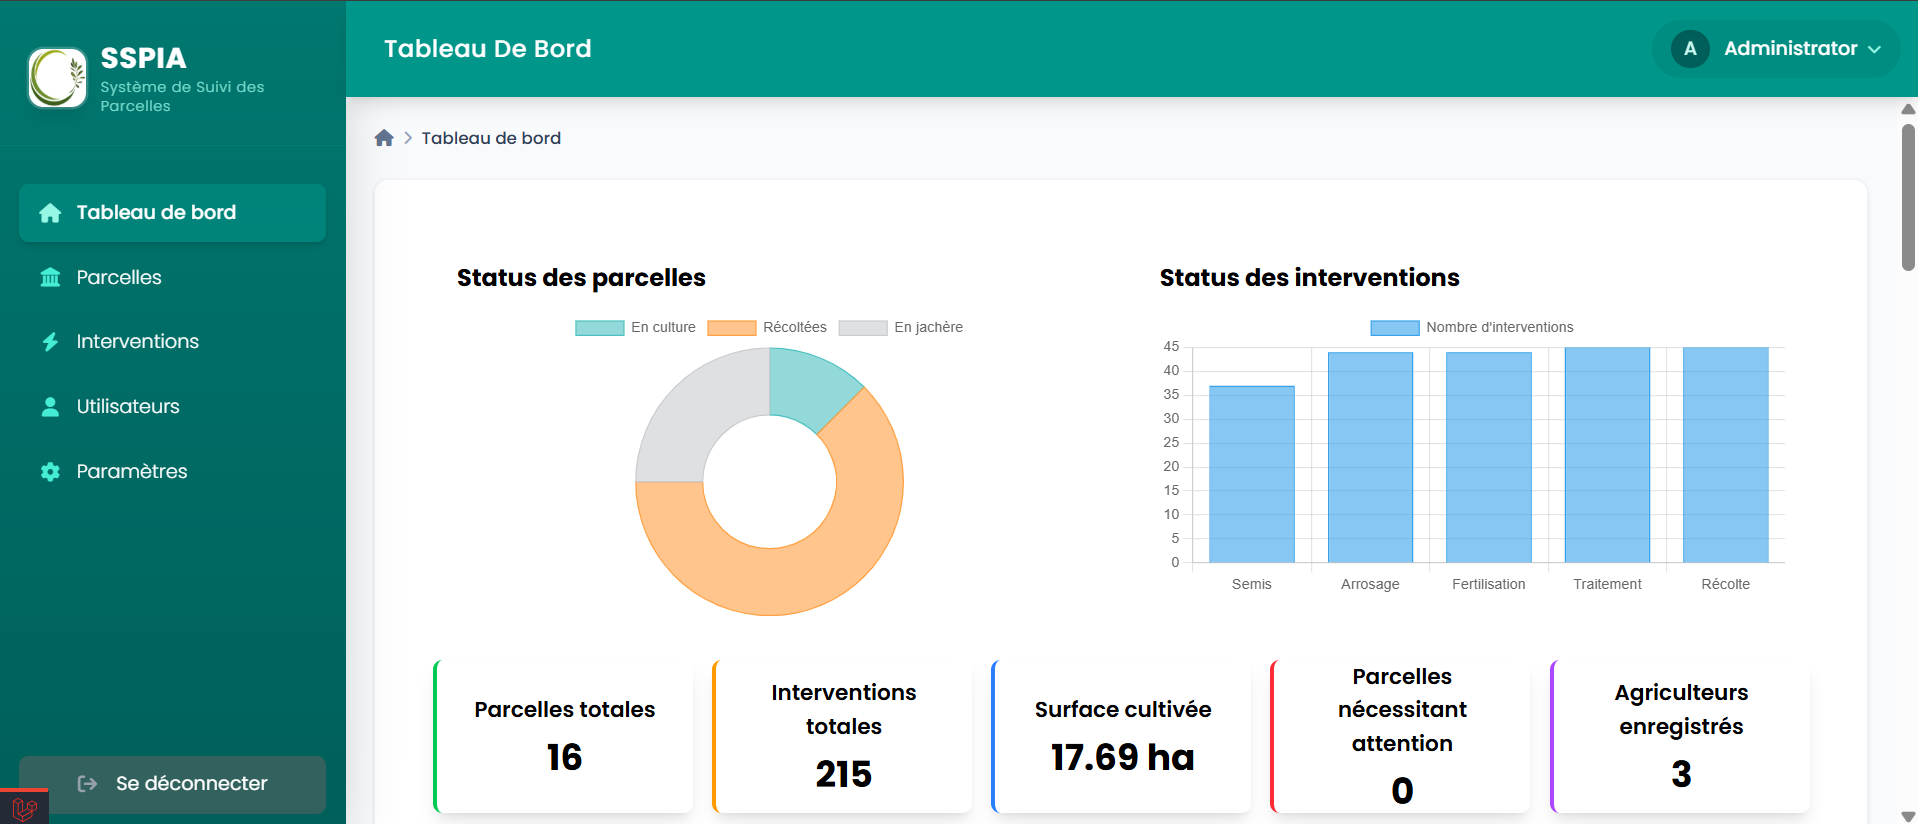 SSPIA
Système de Suivi des
Parcelles
Tableau de bord
Parcelles
Interventions
Utilisateurs
Paramètres
Se déconnecter
Tableau De Bord
A
Administrator
Tableau de bord
Status des parcelles
En culture
Récoltées
En jachère
Status des interventions
Nombre d'interventions
45
40
35
30
25
20
15
10
5
0
Semis
Arrosage
Fertilisation
Traitement
Récolte
Parcelles totales
16
Interventions
totales
215
Surface cultivée
17.69 ha
Parcelles
nécessitant
attention
0
Agriculteurs
enregistrés
3